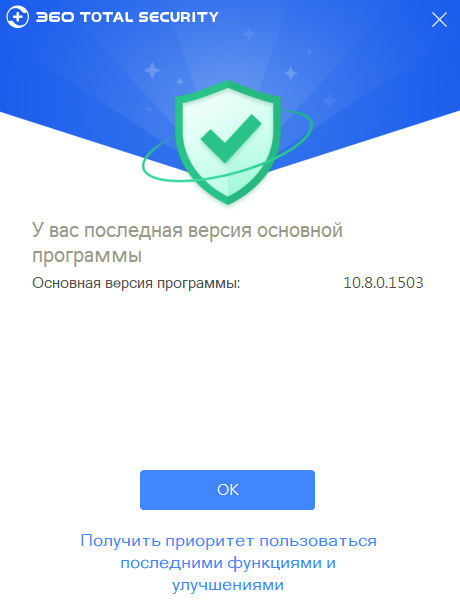 360 TOTAL SECURITY
У вас последная версия основной
программы
Основная версия программы: 10.8.0.1503
OK
Получить приоритет пользоваться
последними функциями и
улучшениями